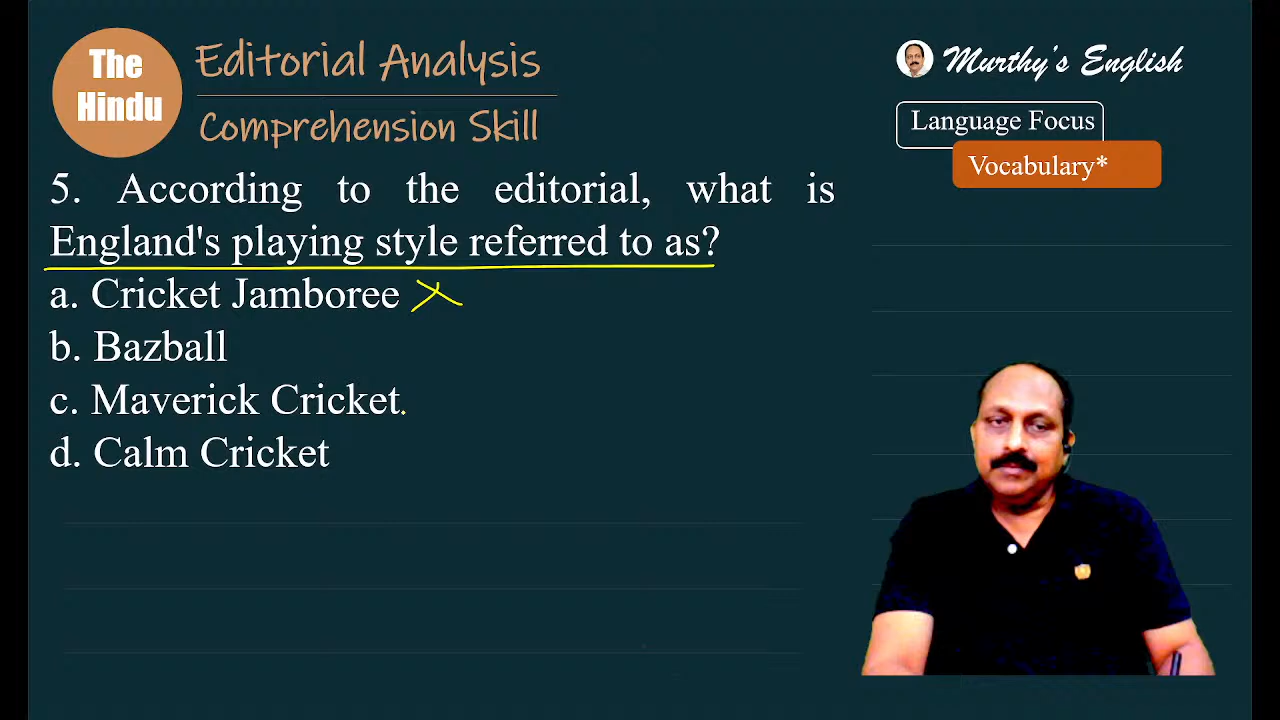 The
Hindu
Editorial Analysis
Comprehension Skill
Murthy's English
Language Focus
Vocabulary*
5. According to the editorial, what is
England's playing style referred to as?
a. Cricket Jamboree
b. Bazball
c. Maverick Cricket.
d. Calm Cricket